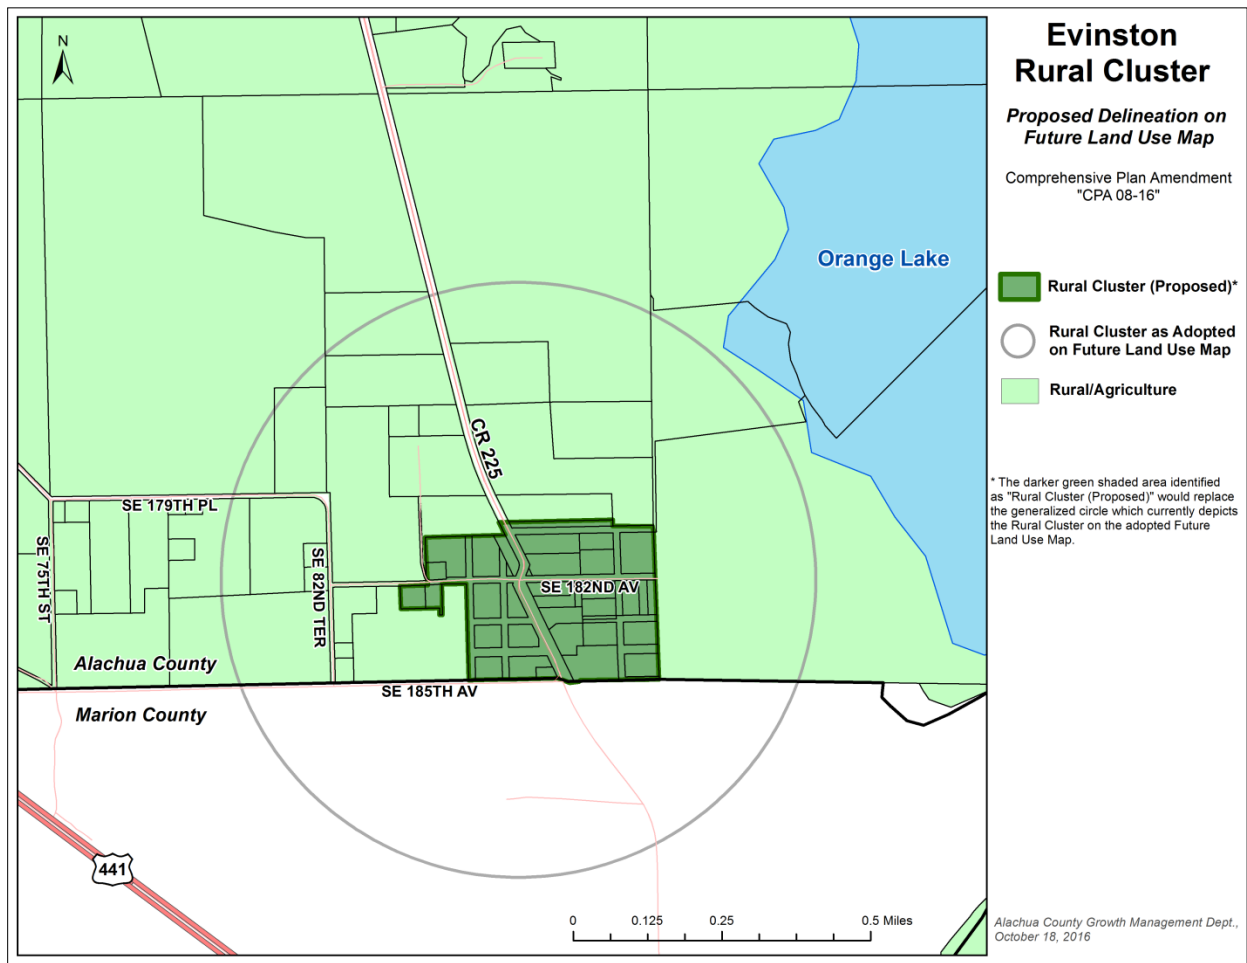 Evinston
Rural Cluster
Proposed Delineation on
Future Land Use Map
Comprehensive Plan Amendment
"CPA 08-16"
N
Orange Lake
Rural Cluster (Proposed)*
Rural Cluster as Adopted
on Future Land Use Map
Rural/Agriculture
CR 225
* The darker green shaded area identified
as "Rural Cluster (Proposed)" would replace
the generalized circle which currently depicts
the Rural Cluster on the adopted Future
Land Use Map.
SE 179TH PL
SE 75TH ST
SE 82ND TER
SE 182ND AV
Alachua County
SE 185TH AV
Marion County
441
0 0.125 0.25 0.5 Miles
Alachua County Growth Management Dept.,
October 18, 2016